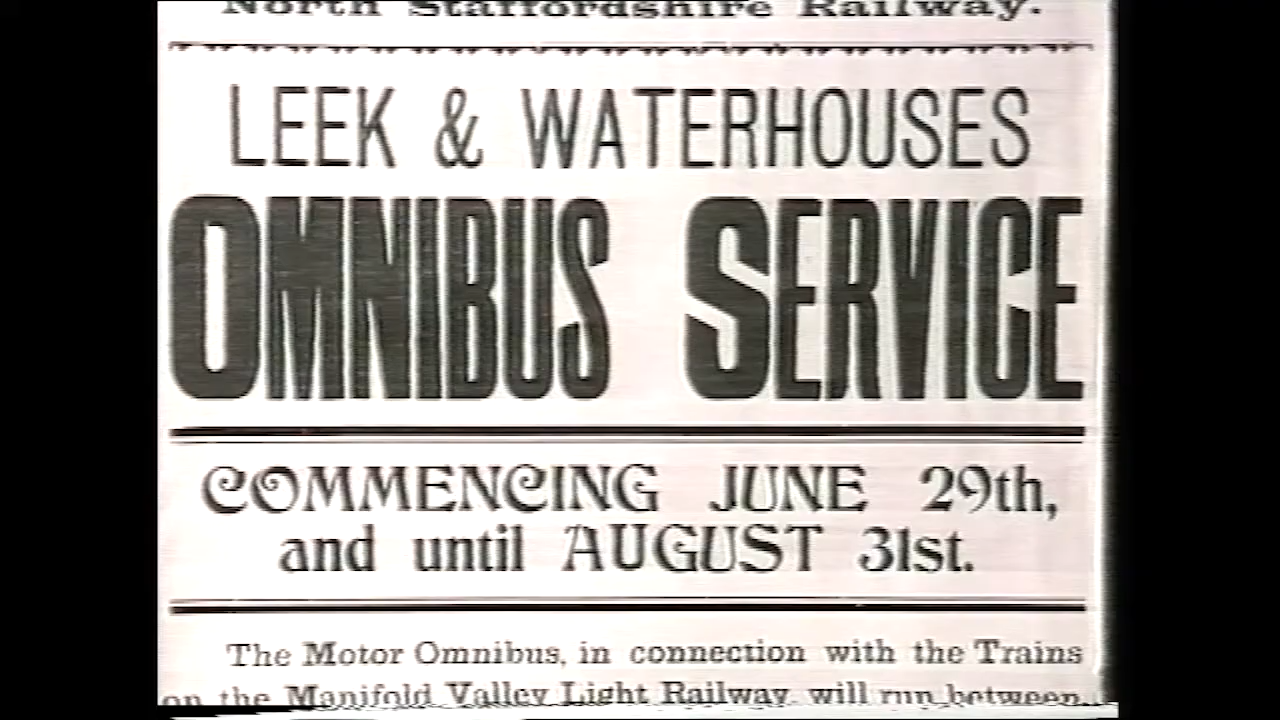 North Staffordshire Railway.
LEEK & WATERHOUSES
OMNIBUS SERVICE
COMMENCING JUNE 29th,
and until AUGUST 31st.
The Motor Omnibus, in connection with the Trains
on the Manifold Valley Light Railway, will run between